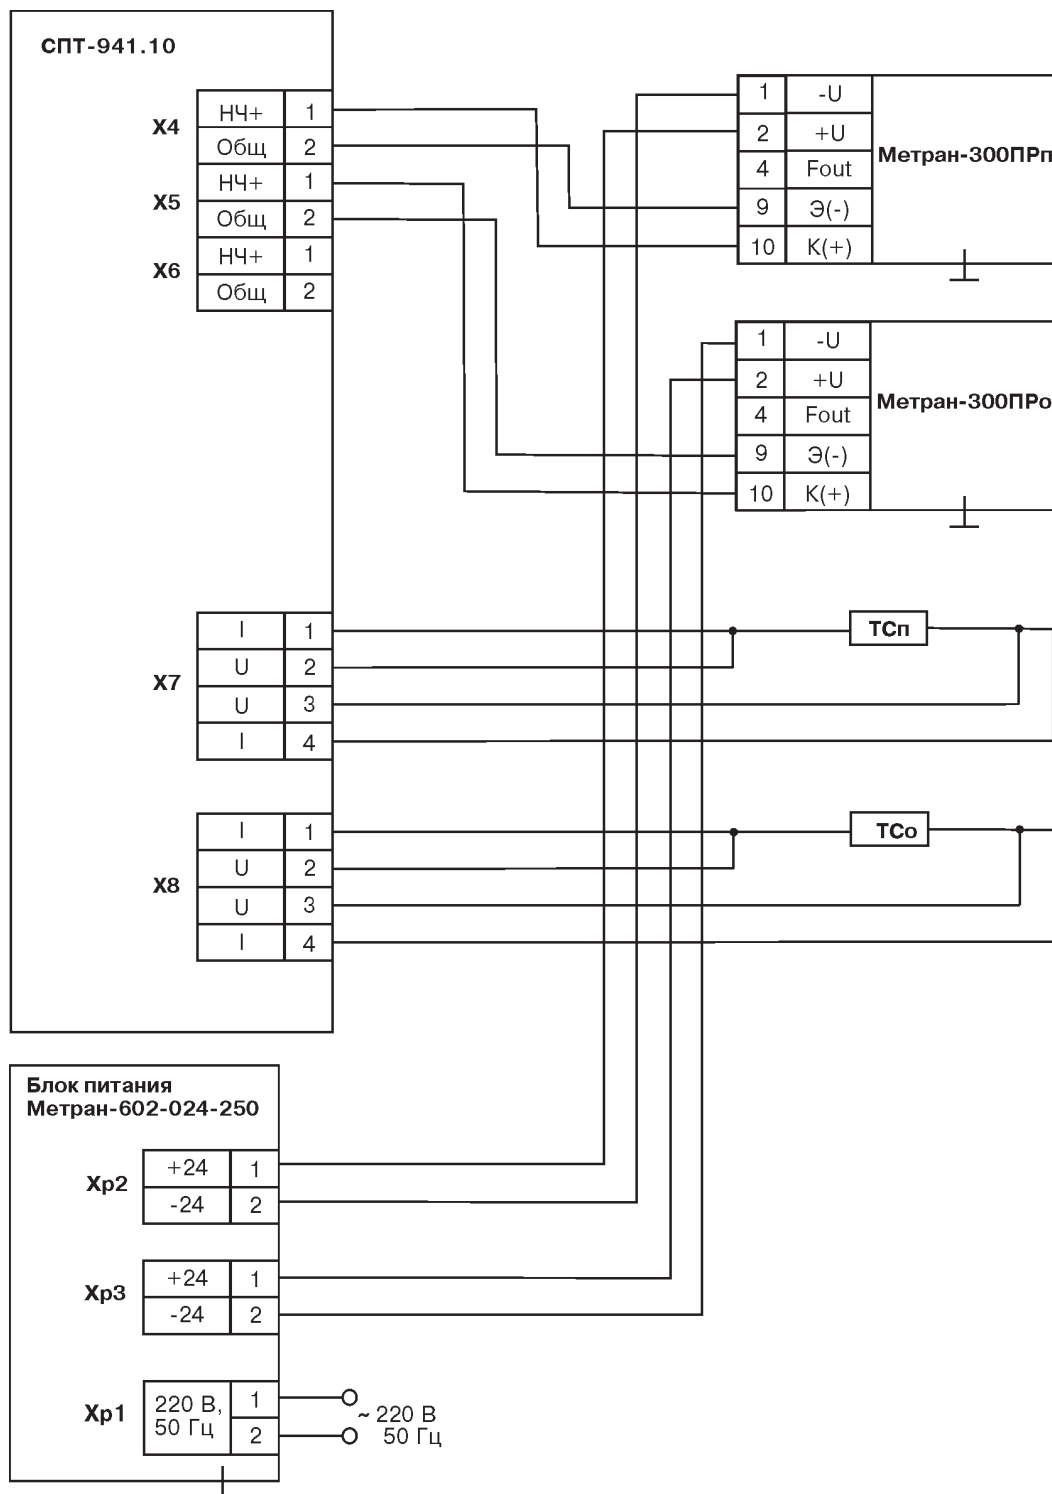 СПТ-941.10
X4
НЧ+ 1
Общ 2
X5
НЧ+ 1
Общ 2
X6
НЧ+ 1
Общ 2
1 -U
2 +U
4 Fout
9 Э(-)
10 К(+)
Метран-300ПРп
1 -U
2 +U
4 Fout
9 Э(-)
10 К(+)
Метран-300ПРо
X7
I 1
U 2
U 3
I 4
ТСп
X8
I 1
U 2
U 3
I 4
ТСо
Блок питания
Метран-602-024-250
Xp2
+24 1
-24 2
Xp3
+24 1
-24 2
Xp1
220 В, 1
50 Гц 2
~ 220 В
50 Гц